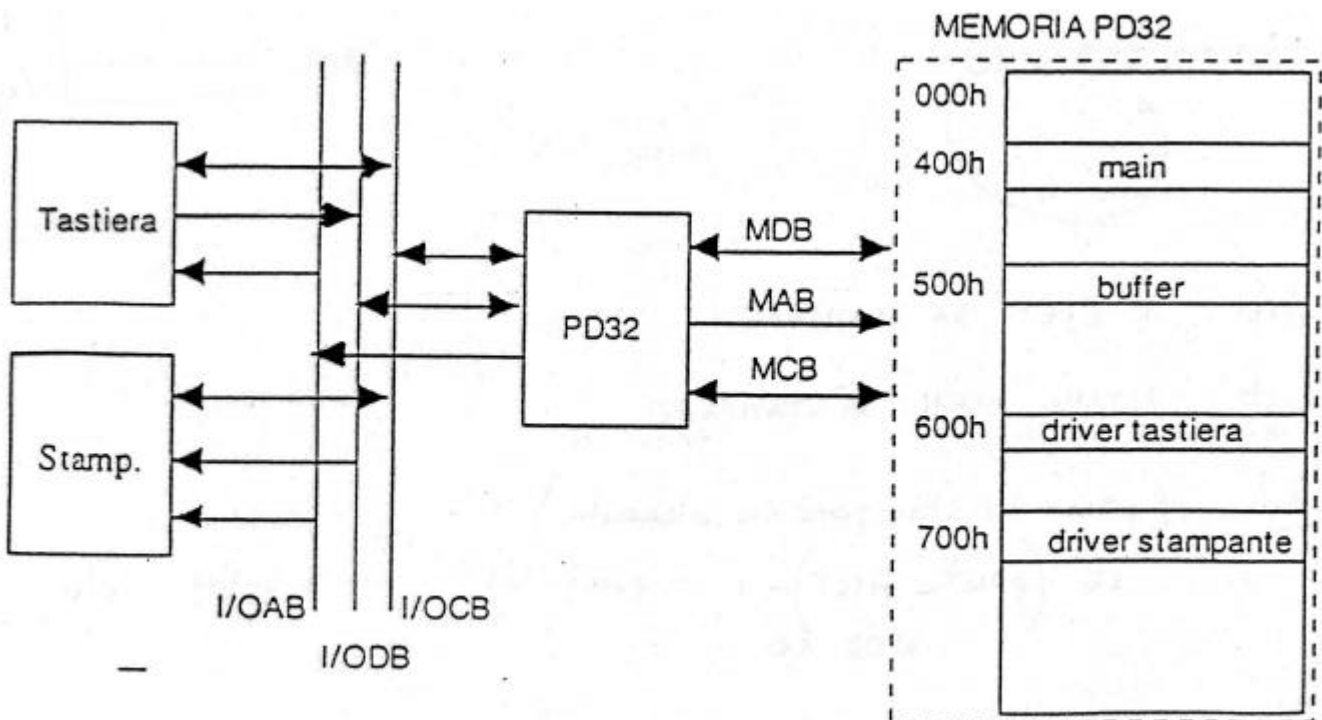 MEMORIA PD32
000h
400h
main
Tastiera
MDB
500h
buffer
PD32
MAB
MCB
600h
driver tastiera
Stamp.
700h
driver stampante
I/OAB
I/OCB
I/ODB